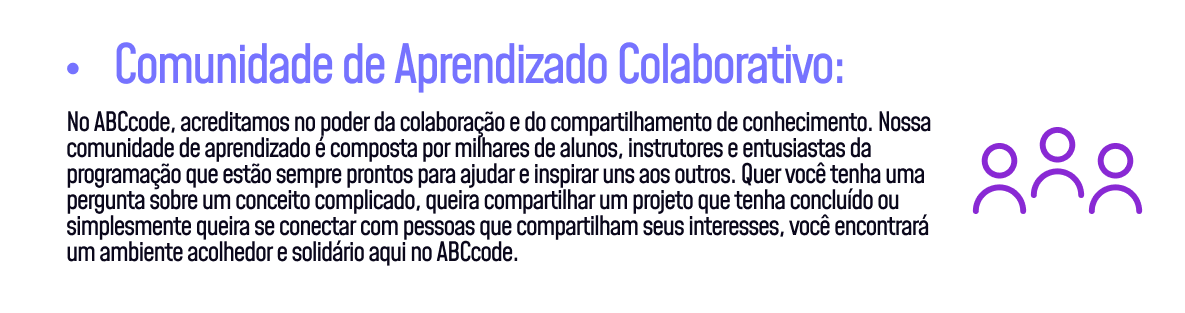 • Comunidade de Aprendizado Colaborativo:
No ABCcode, acreditamos no poder da colaboração e do compartilhamento de conhecimento. Nossa
comunidade de aprendizado é composta por milhares de alunos, instrutores e entusiastas da
programação que estão sempre prontos para ajudar e inspirar uns aos outros. Quer você tenha uma
pergunta sobre um conceito complicado, queira compartilhar um projeto que tenha concluído ou
simplesmente queira se conectar com pessoas que compartilham seus interesses, você encontrará
um ambiente acolhedor e solidário aqui no ABCcode.